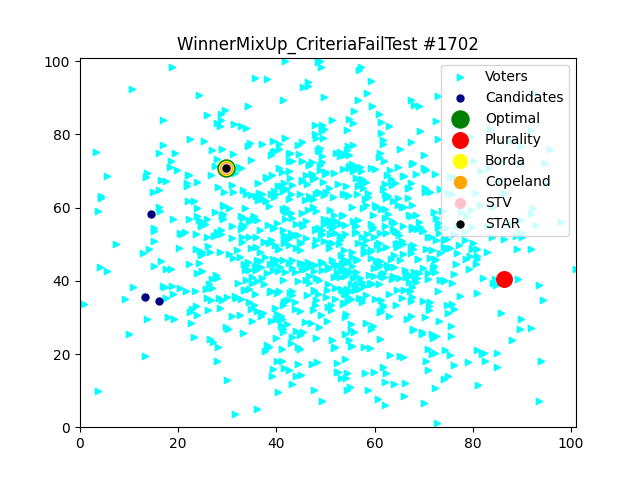 WinnerMixUp_CriteriaFailTest #1702
100
80
60
40
20
0
0
20
40
60
80
100
Voters
Candidates
Optimal
Plurality
Borda
Copeland
STV
STAR